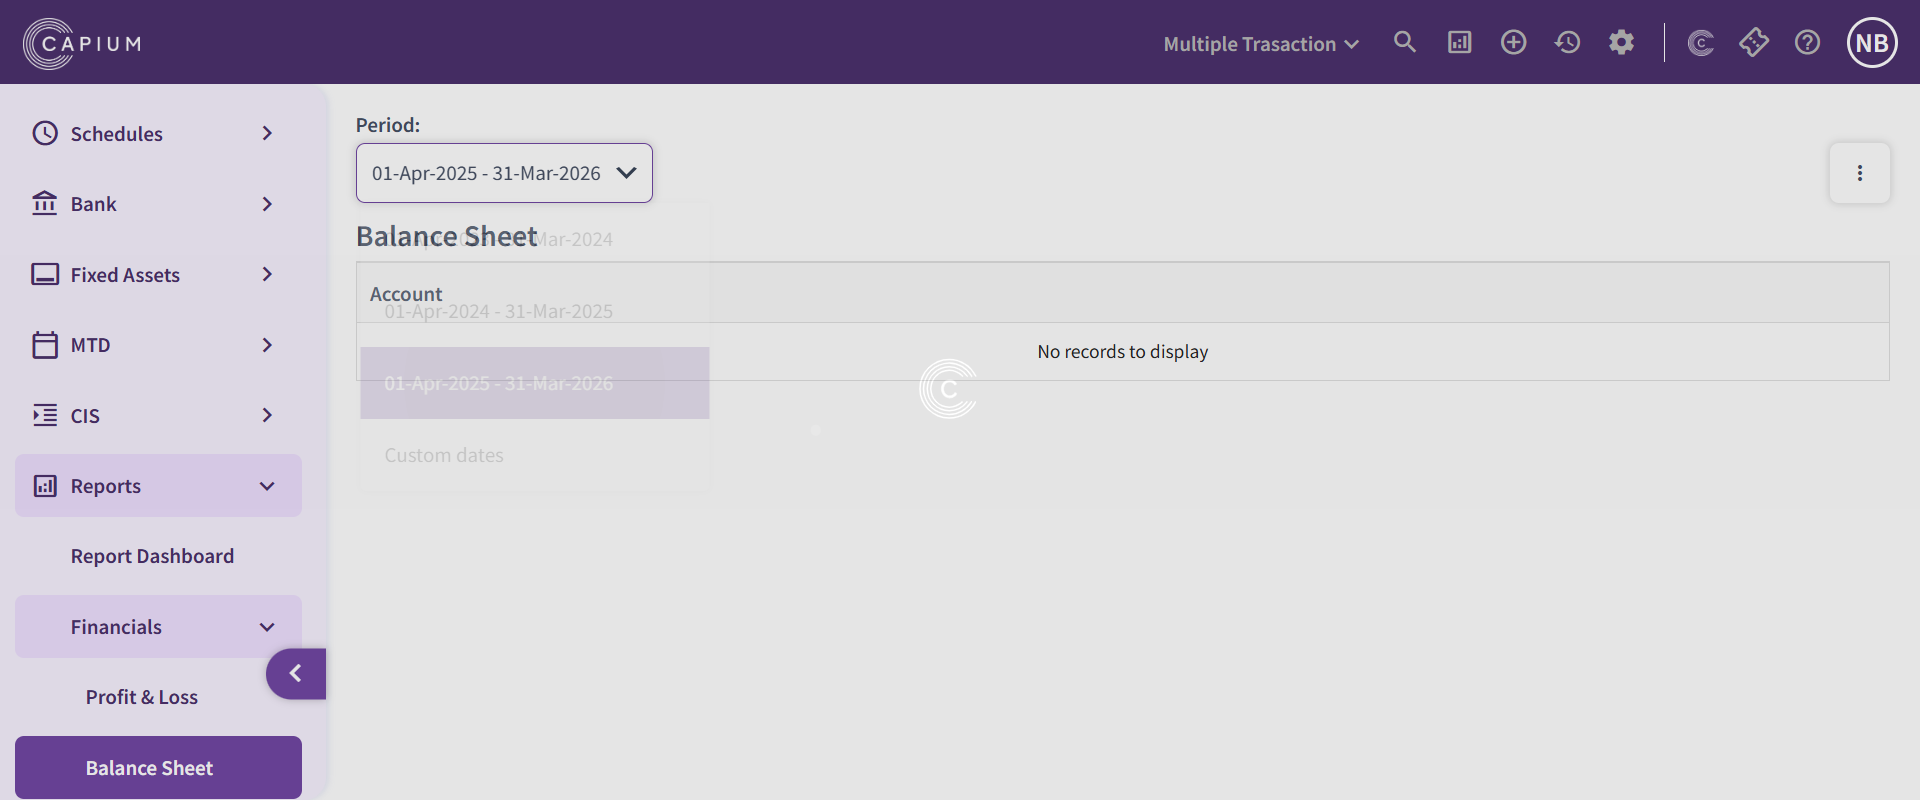 CAPIUM
Multiple Trasaction
NB
Schedules
Bank
Fixed Assets
MTD
CIS
Reports
Report Dashboard
Financials
Profit & Loss
Balance Sheet
Period:
01-Apr-2025 - 31-Mar-2026
Balance Sheet
Mar-2024
Account
01-Apr-2024 - 31-Mar-2025
No records to display
01-Apr-2025 - 31-Mar-2026
Custom dates